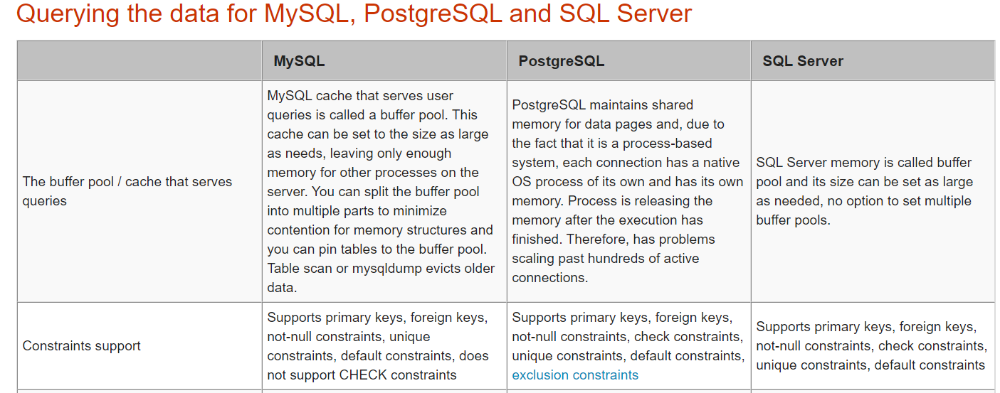 Querying the data for MySQL, PostgreSQL and SQL Server
MySQL
PostgreSQL
SQL Server
The buffer pool / cache that serves
queries
MySQL cache that serves user
queries is called a buffer pool. This
cache can be set to the size as large
as needs, leaving only enough
memory for other processes on the
server. You can split the buffer pool
into multiple parts to minimize
contention for memory structures and
you can pin tables to the buffer pool.
Table scan or mysqldump evicts older
data.
PostgreSQL maintains shared
memory for data pages and, due to
the fact that it is a process-based
system, each connection has a native
OS process of its own and has its own
memory. Process is releasing the
memory after the execution has
finished. Therefore, has problems
scaling past hundreds of active
connections.
SQL Server memory is called buffer
pool and its size can be set as large
as needed, no option to set multiple
buffer pools.
Constraints support
Supports primary keys, foreign keys,
not-null constraints, unique
constraints, default constraints, does
not support CHECK constraints
Supports primary keys, foreign keys,
not-null constraints, check constraints,
unique constraints, default constraints,
exclusion constraints
Supports primary keys, foreign keys,
not-null constraints, check constraints,
unique constraints, default constraints